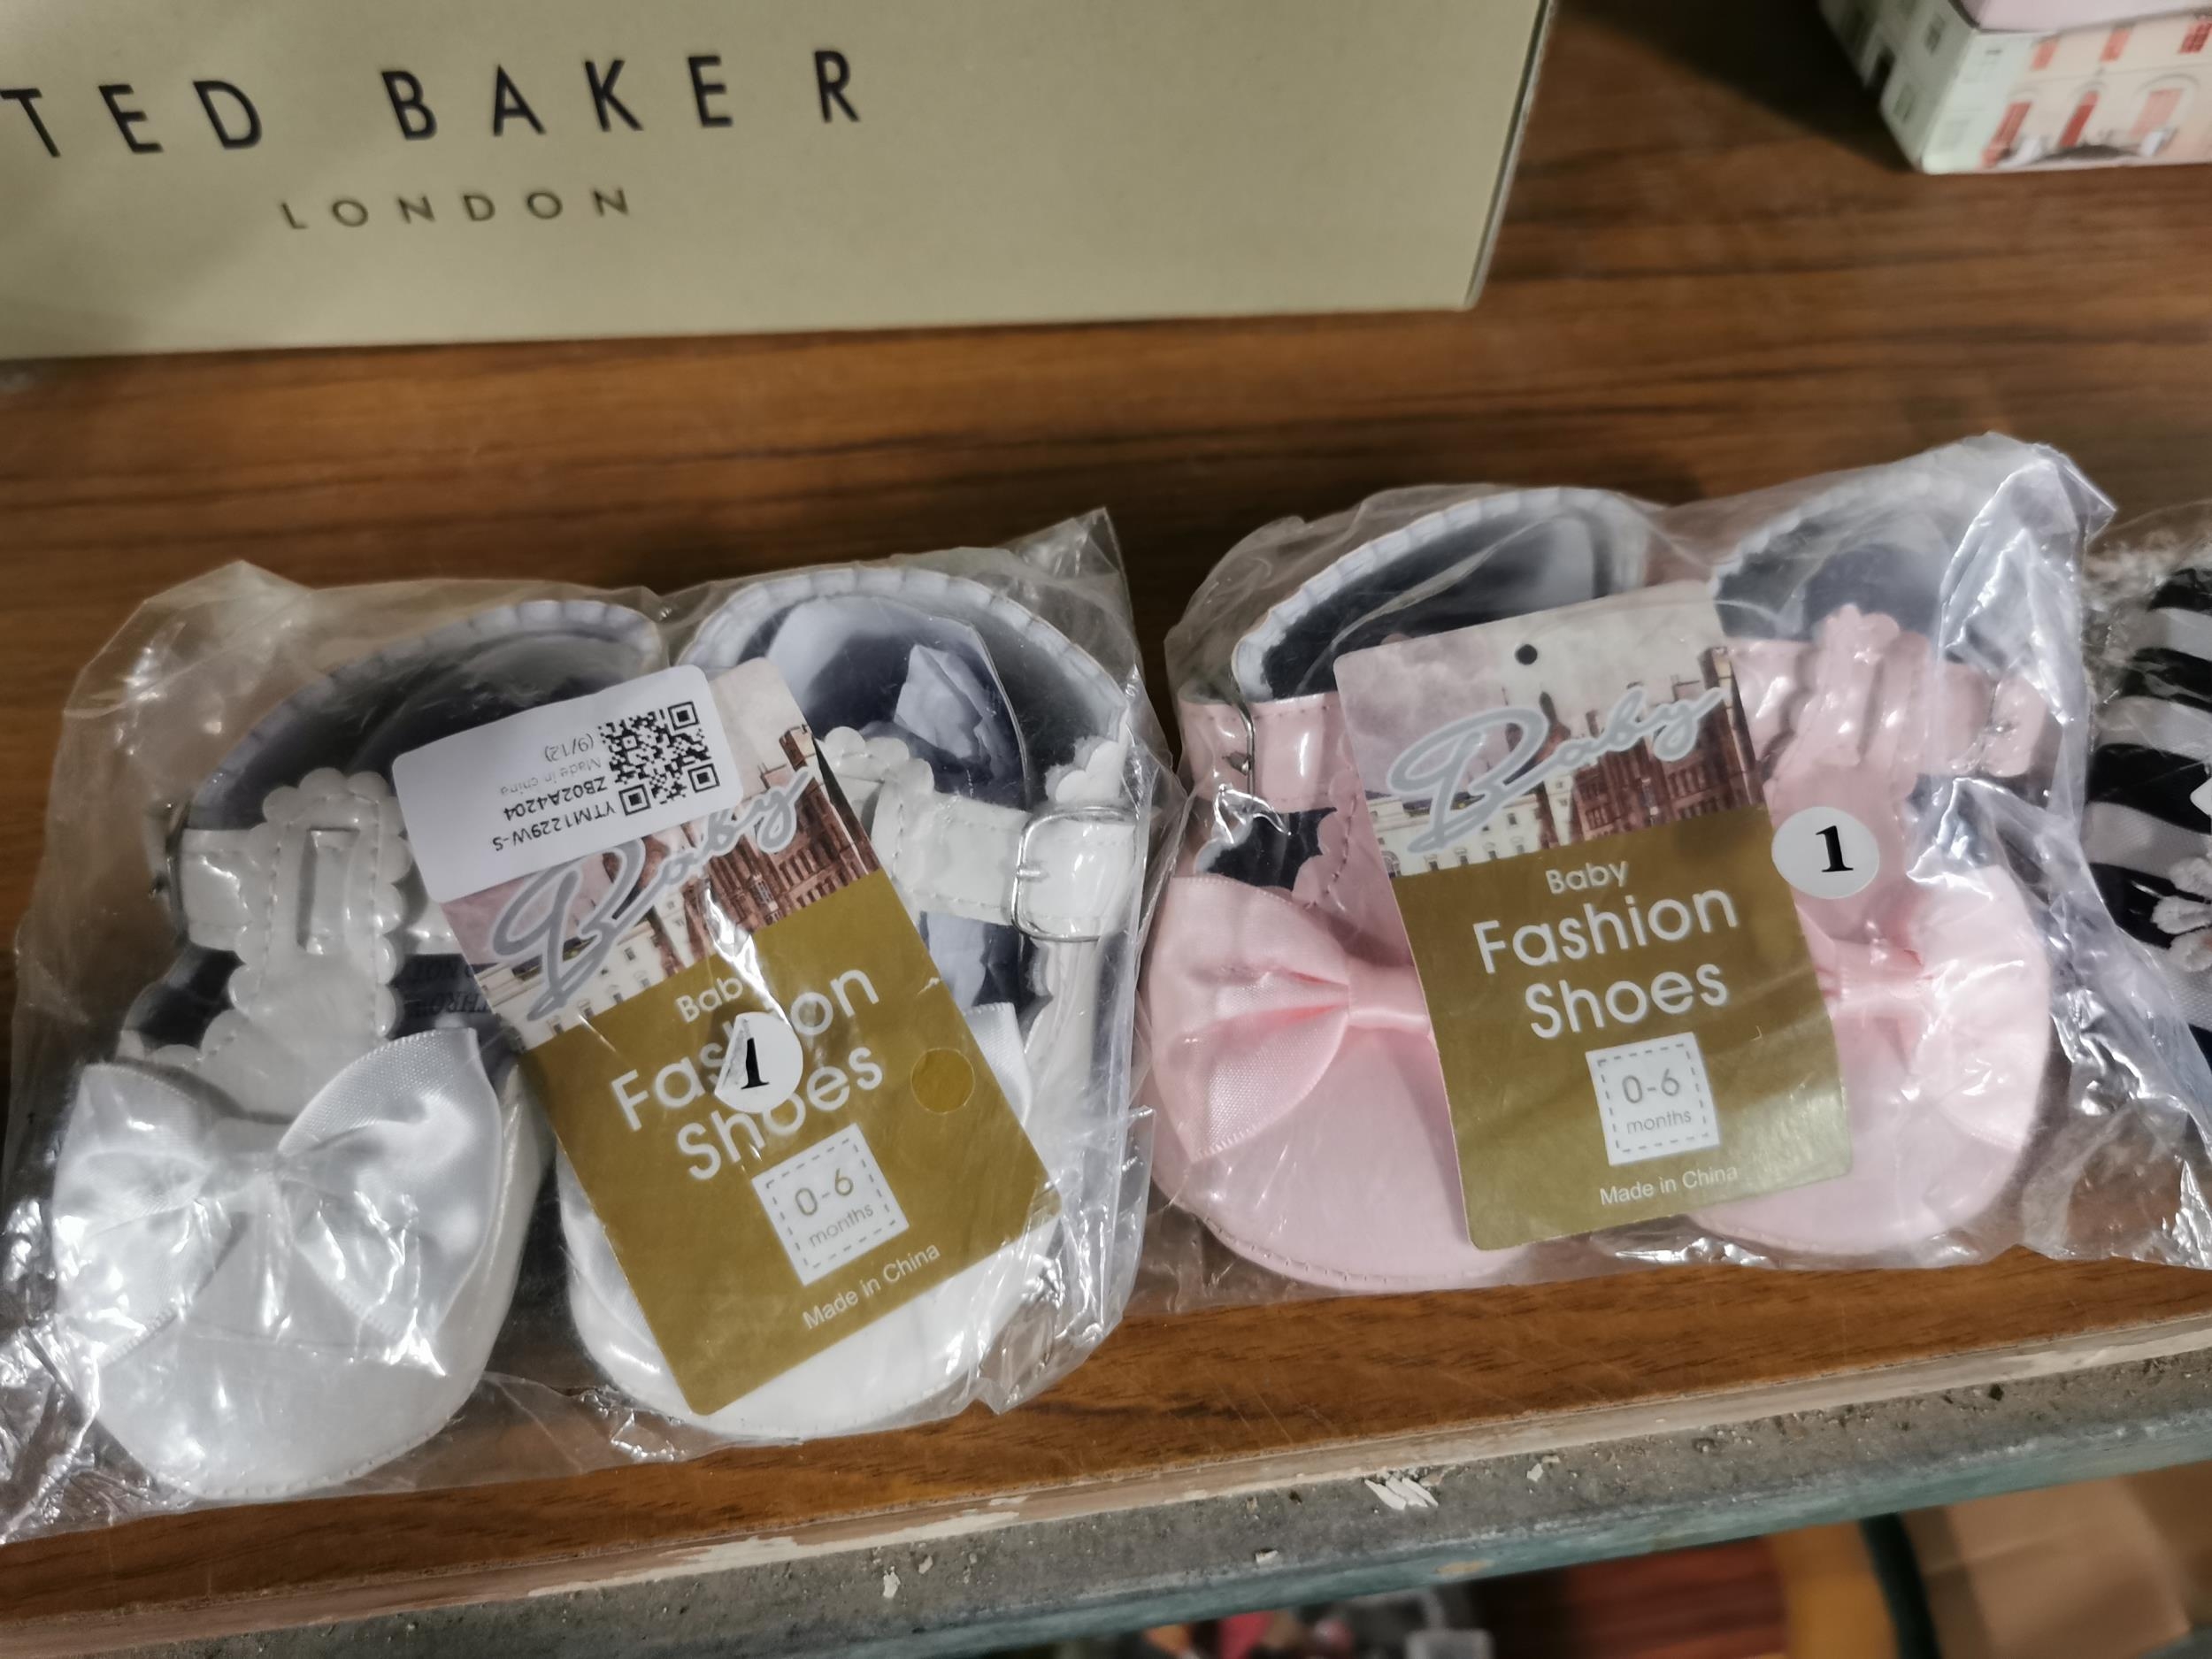 TED BAKER
LONDON
YTM1229W-S
ZB02A4204
Made in china
(9/12)
Baby
Baby
Fashion
Shoes
1
0-6
months
Made in China
Baby
Baby
Fashion
Shoes
1
0-6
months
Made in China